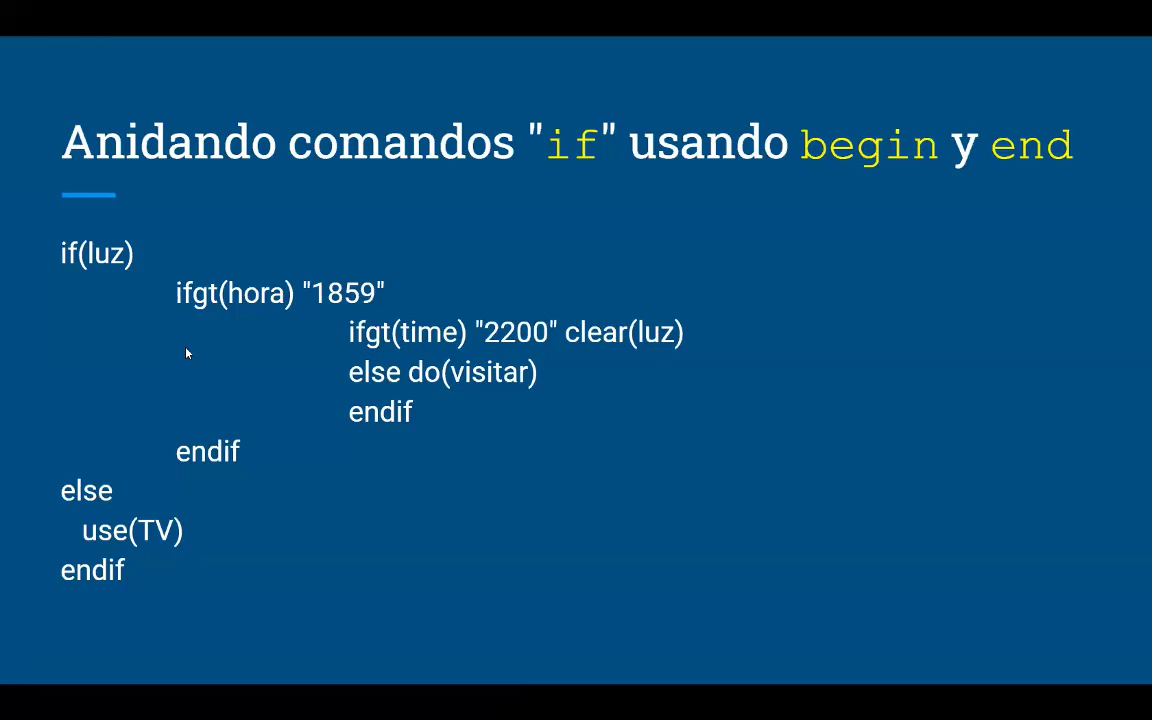 Anidando comandos "if" usando begin y end
if(luz)
ifgt(hora) "1859"
ifgt(time) "2200" clear(luz)
else do(visitar)
endif
endif
else
use(TV)
endif